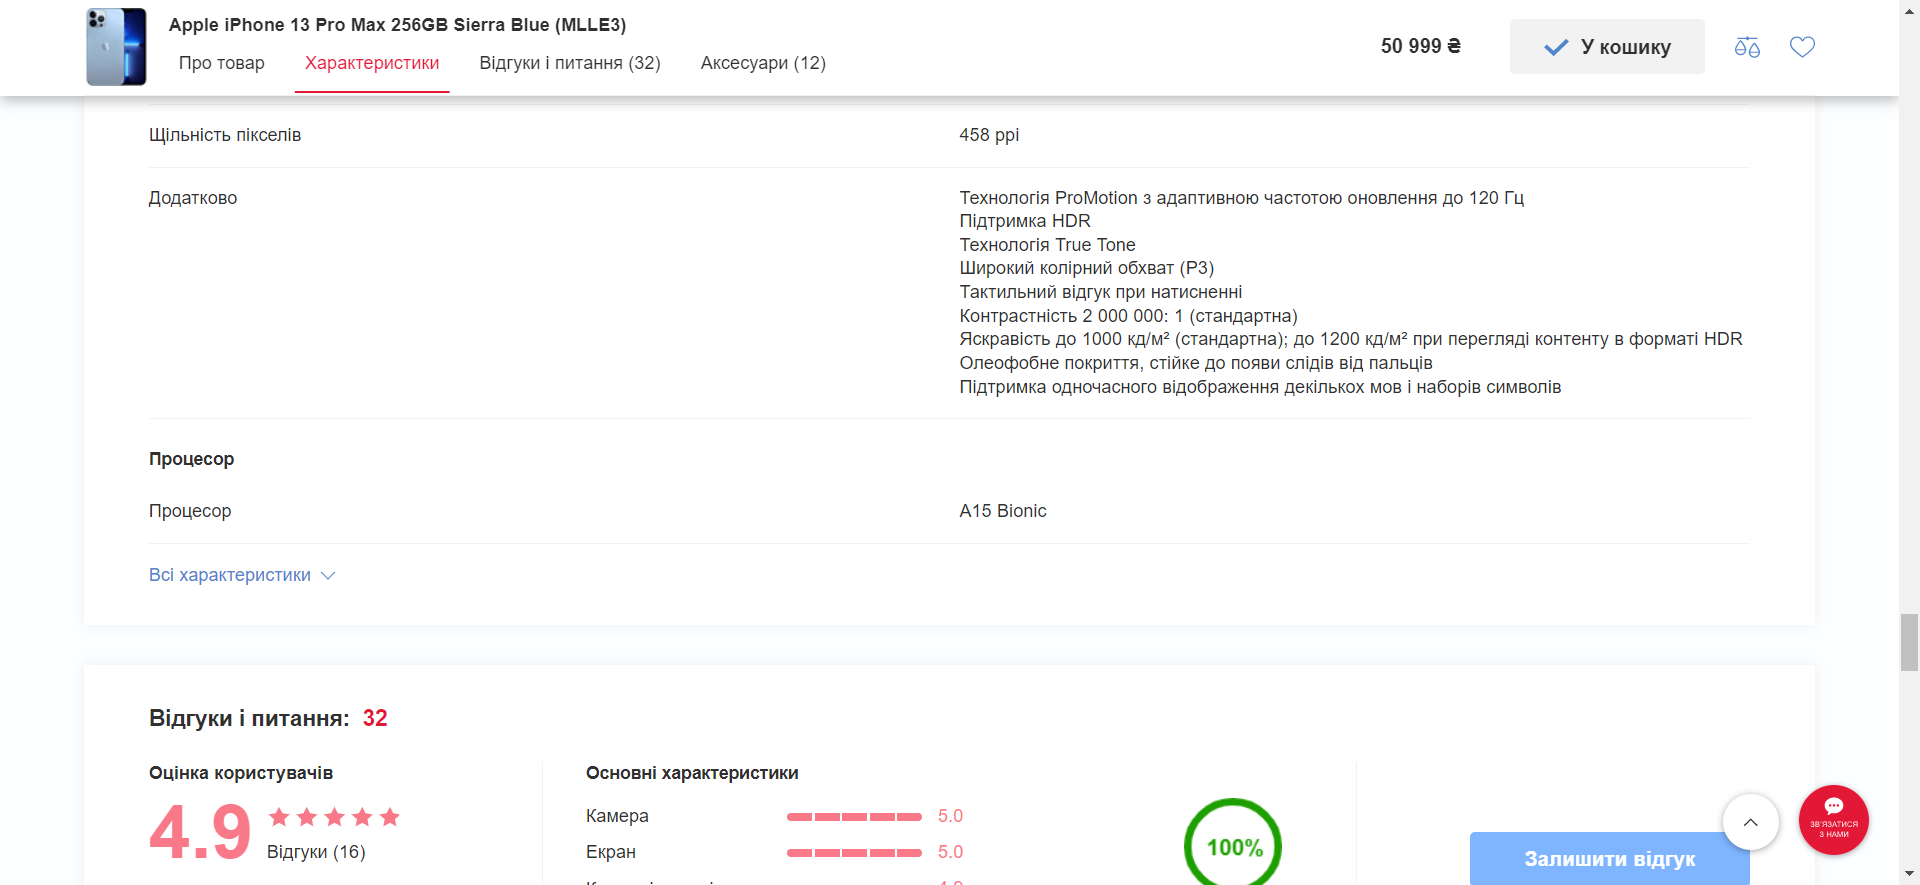 Apple iPhone 13 Pro Max 256GB Sierra Blue (MLLE3)
Про товар
Характеристики
Відгуки і питання (32)
Аксесуари (12)
50 999 ₴
У кошику
Щільність пікселів
458 ppi
Додатково
Технологія ProMotion з адаптивною частотою оновлення до 120 Гц
Підтримка HDR
Технологія True Tone
Широкий колірний обхват (P3)
Тактильний відгук при натисненні
Контрастність 2 000 000: 1 (стандартна)
Яскравість до 1000 кд/м² (стандартна); до 1200 кд/м² при перегляді контенту в форматі HDR
Олеофобне покриття, стійке до появи слідів від пальців
Підтримка одночасного відображення декількох мов і наборів символів
Процесор
Процесор
A15 Bionic
Всі характеристики
Відгуки і питання: 32
Оцінка користувачів
4.9
Відгуки (16)
Основні характеристики
Камера
5.0
Екран
5.0
100%
Залишити відгук
ЗВ'ЯЗАТИСЯ
З НАМИ